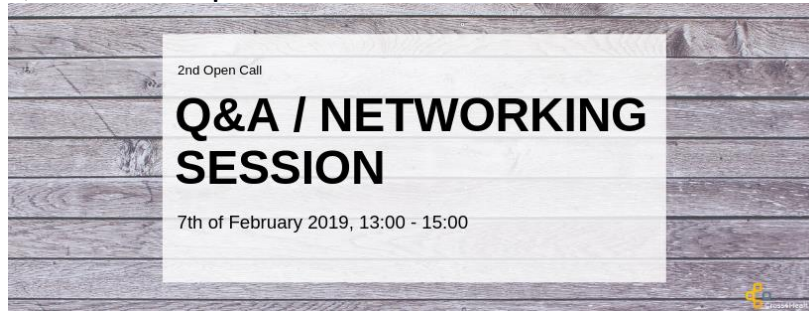 2nd Open Call
Q&A / NETWORKING
SESSION
7th of February 2019, 13:00 - 15:00